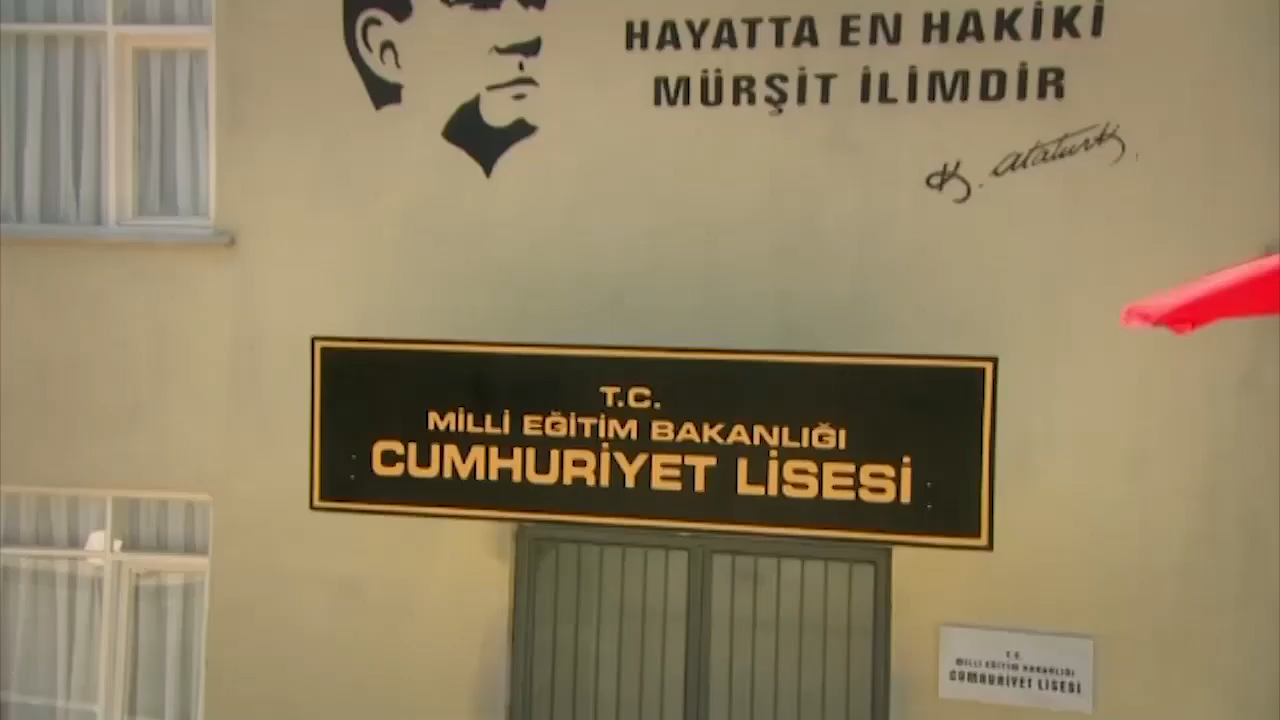 HAYATTA EN HAKİKİ
MÜRŞİT İLİMDİR
K. Atatürk
T.C.
MİLLİ EĞİTİM BAKANLIĞI
CUMHURİYET LİSESİ
T.C.
MİLLİ EĞİTİM BAKANLIĞI
CUMHURİYET LİSESİ